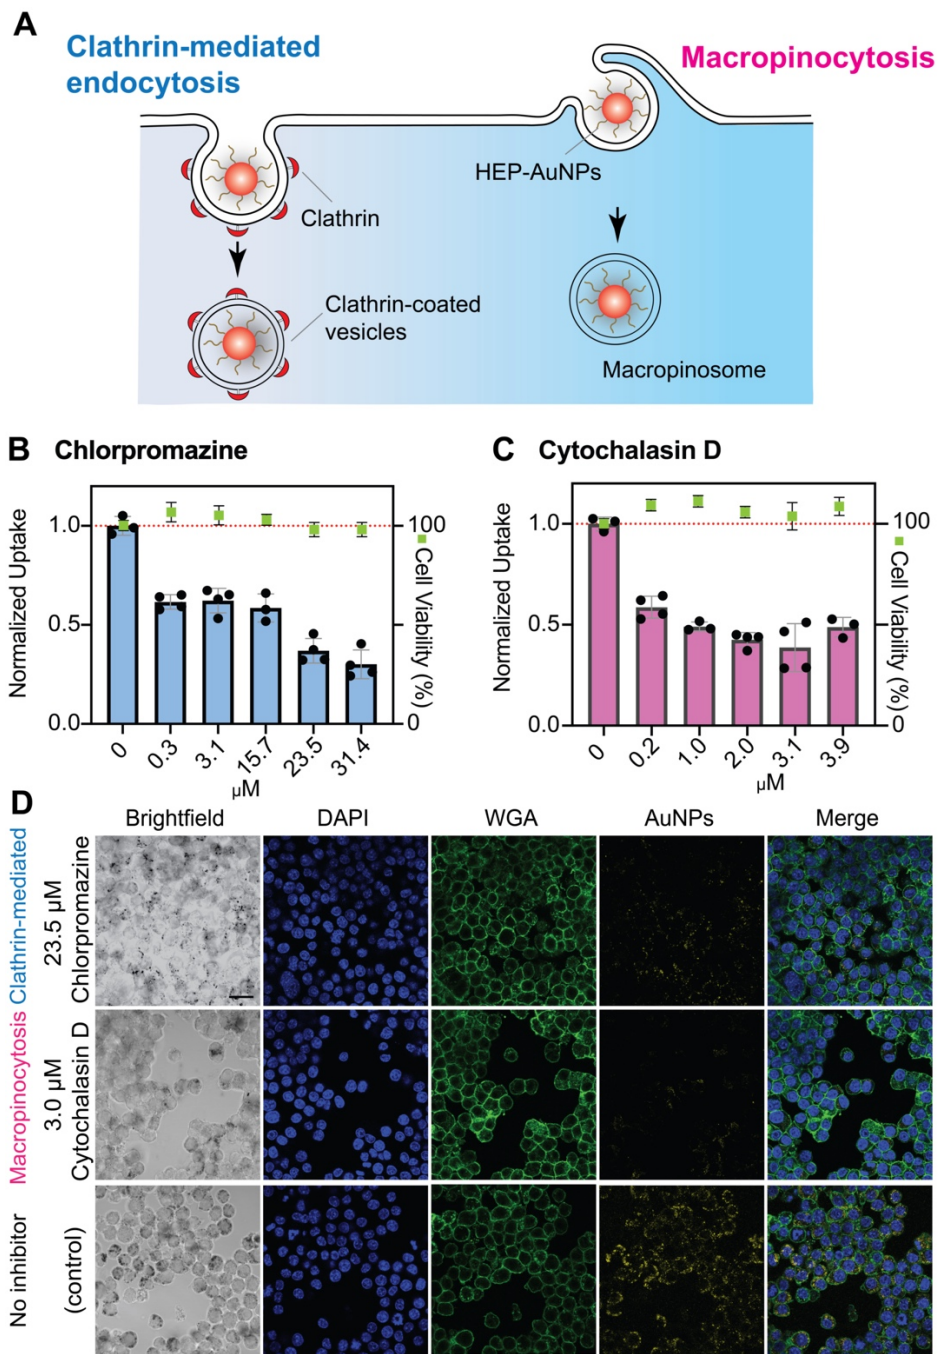 A
Clathrin-mediated
endocytosis
Macropinocytosis
HEP-AuNPs
Clathrin
Clathrin-coated
vesicles
Macropinosome
B Chlorpromazine
Normalized Uptake
1.0
0.5
0.0
100
0
Cell Viability (%)
0 0.3 3.1 15.7 23.5 31.4
µM
C Cytochalasin D
Normalized Uptake
1.0
0.5
0.0
100
0
Cell Viability (%)
0 0.2 1.0 2.0 3.1 3.9
µM
D
Brightfield DAPI WGA AuNPs Merge
Clathrin-mediated
23.5 µM
Chlorpromazine
Macropinocytosis
3.0 µM
Cytochalasin D
No inhibitor
(control)